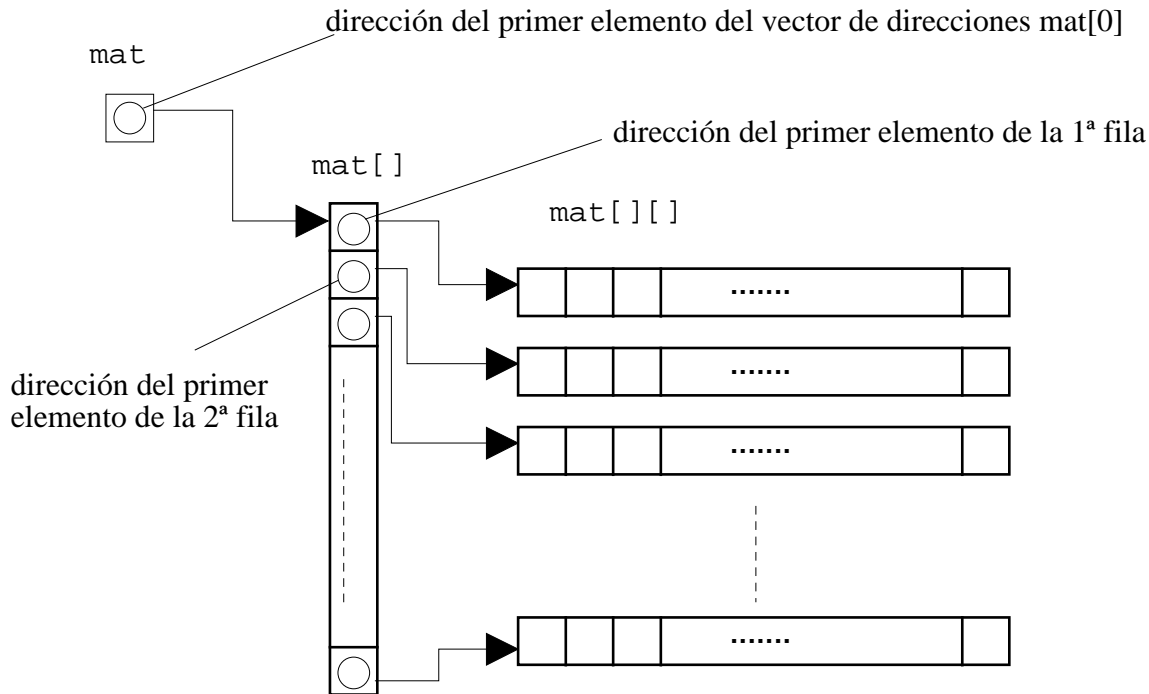 dirección del primer elemento del vector de direcciones mat[0]
mat
dirección del primer elemento de la 1ª fila
mat[]
mat[][]
.......
.......
dirección del primer
elemento de la 2ª fila
.......
.......